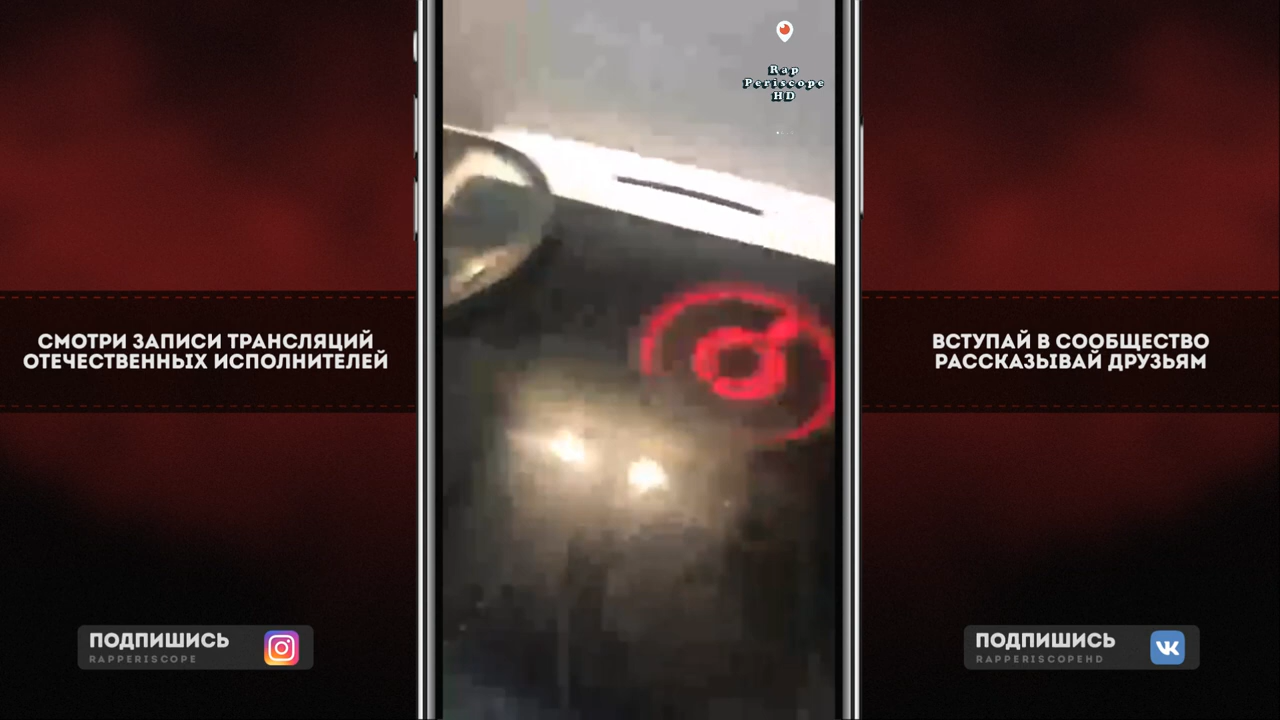 Rap
Periscope
HD
СМОТРИ ЗАПИСИ ТРАНСЛЯЦИЙ
ОТЕЧЕСТВЕННЫХ ИСПОЛНИТЕЛЕЙ
ВСТУПАЙ В СООБЩЕСТВО
РАССКАЗЫВАЙ ДРУЗЬЯМ
ПОДПИШИСЬ
RAPPERISCOPE
ПОДПИШИСЬ
RAPPERISCOPEHD